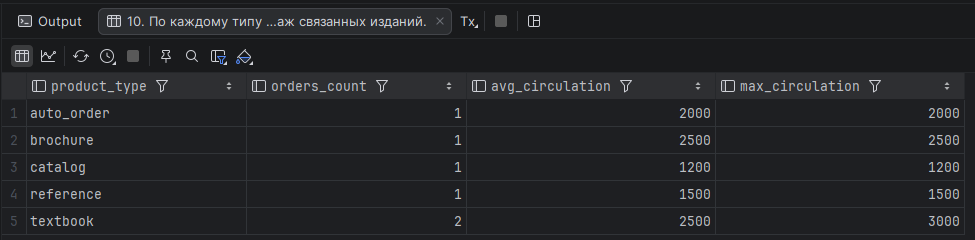 Output 10. По каждому типу ...аж связанных изданий. Tx
product_type orders_count avg_circulation max_circulation
1 auto_order 1 2000 2000
2 brochure 1 2500 2500
3 catalog 1 1200 1200
4 reference 1 1500 1500
5 textbook 2 2500 3000